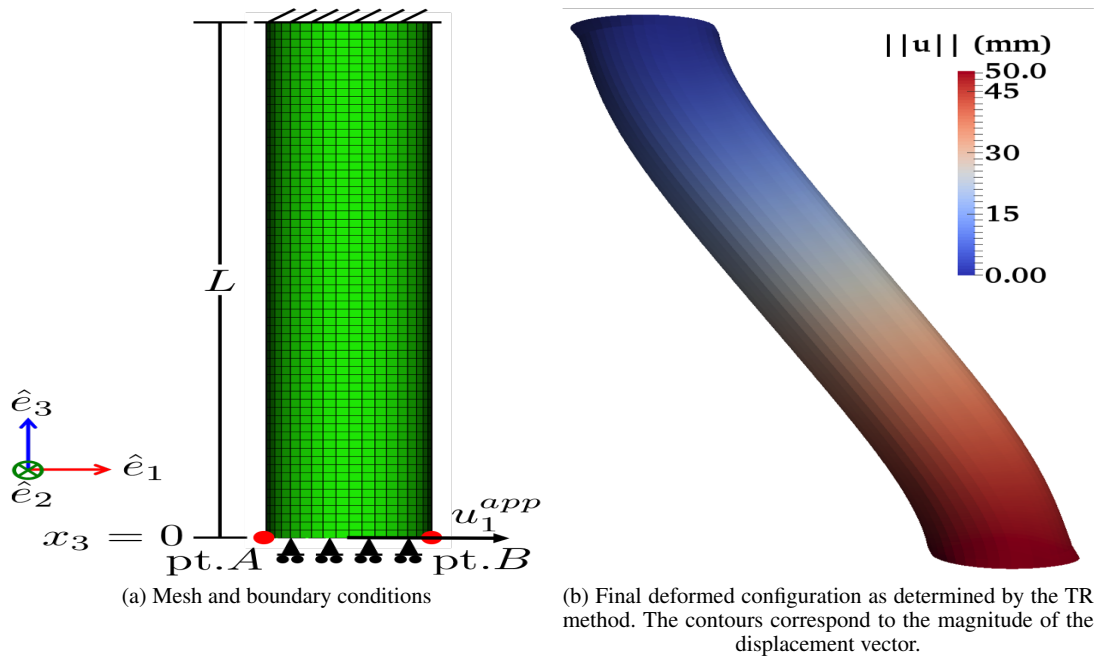 L
ê₃
ê₁
ê₂
x₃ = 0
u₁ᵃᵖᵖ
pt.A
pt.B
(a) Mesh and boundary conditions
||u|| (mm)
50.0
45
30
15
0.00
(b) Final deformed configuration as determined by the TR
method. The contours correspond to the magnitude of the
displacement vector.